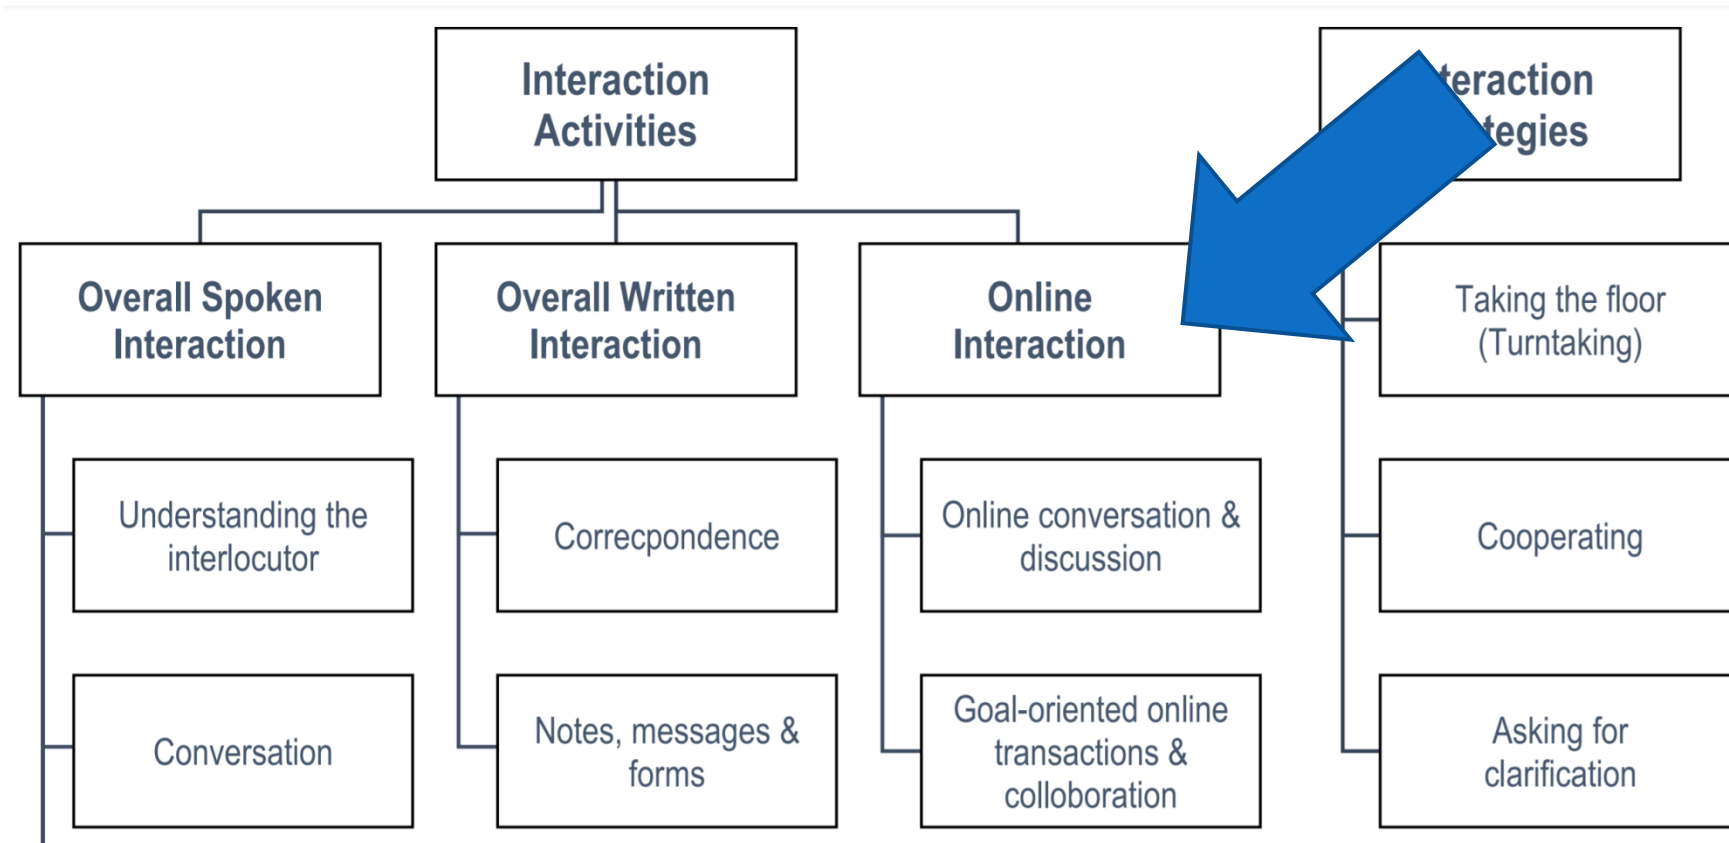 Interaction
Activities
teraction
tegies
Overall Spoken
Interaction
Overall Written
Interaction
Online
Interaction
Taking the floor
(Turntaking)
Understanding the
interlocutor
Correcpondence
Online conversation &
discussion
Cooperating
Conversation
Notes, messages &
forms
Goal-oriented online
transactions &
colloboration
Asking for
clarification